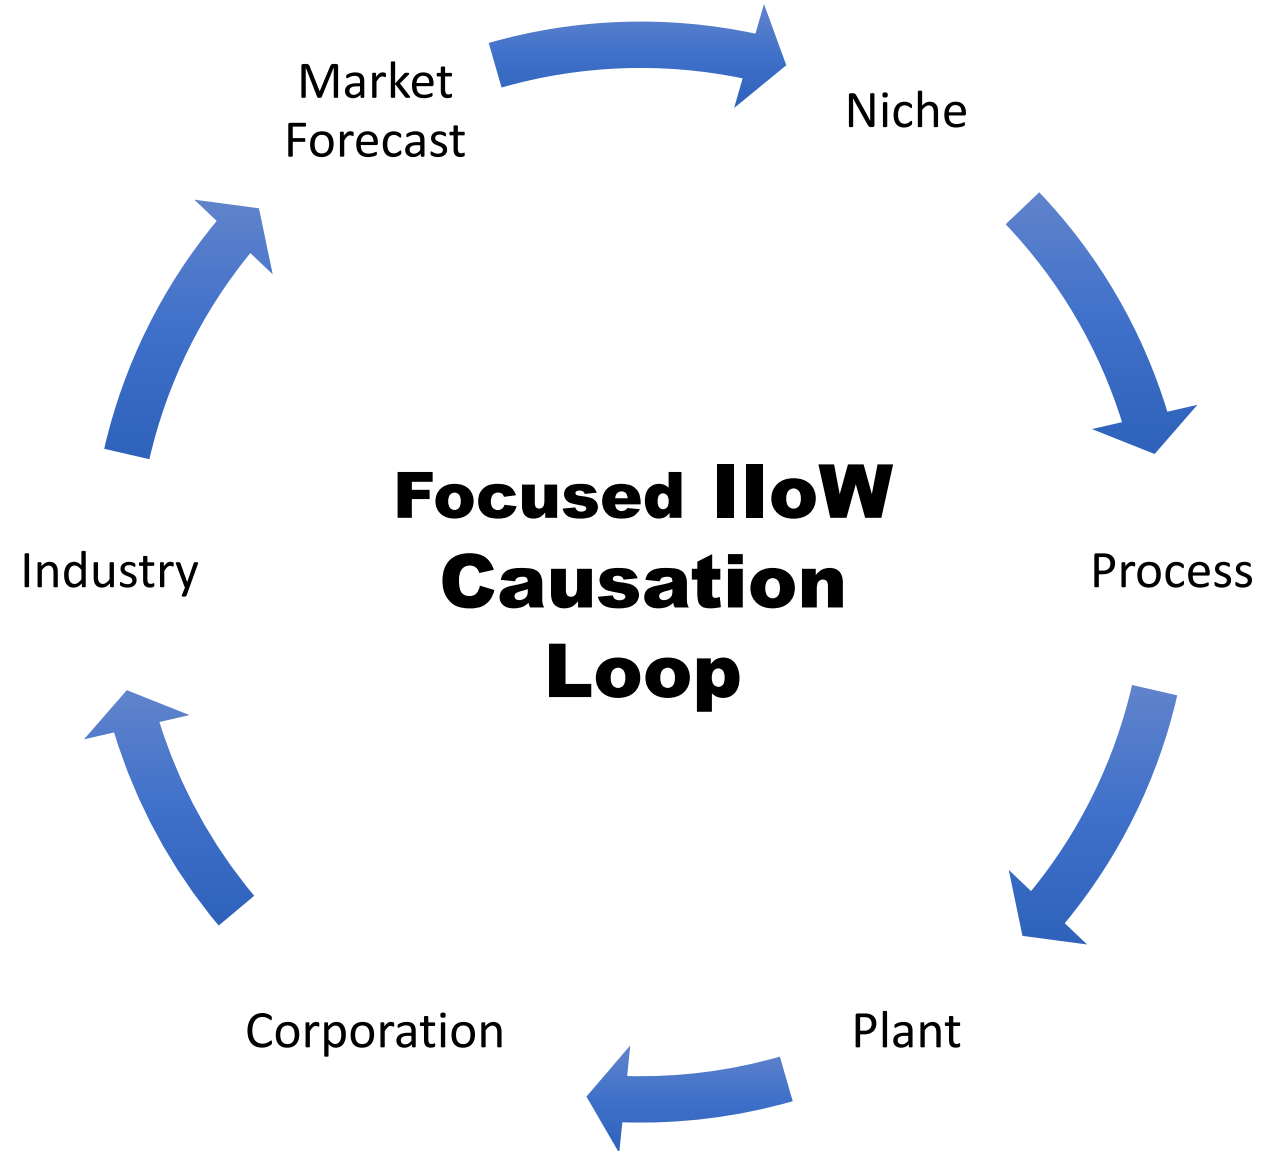 Market
Forecast
Niche
Process
Plant
Corporation
Industry
Focused IIoW
Causation
Loop